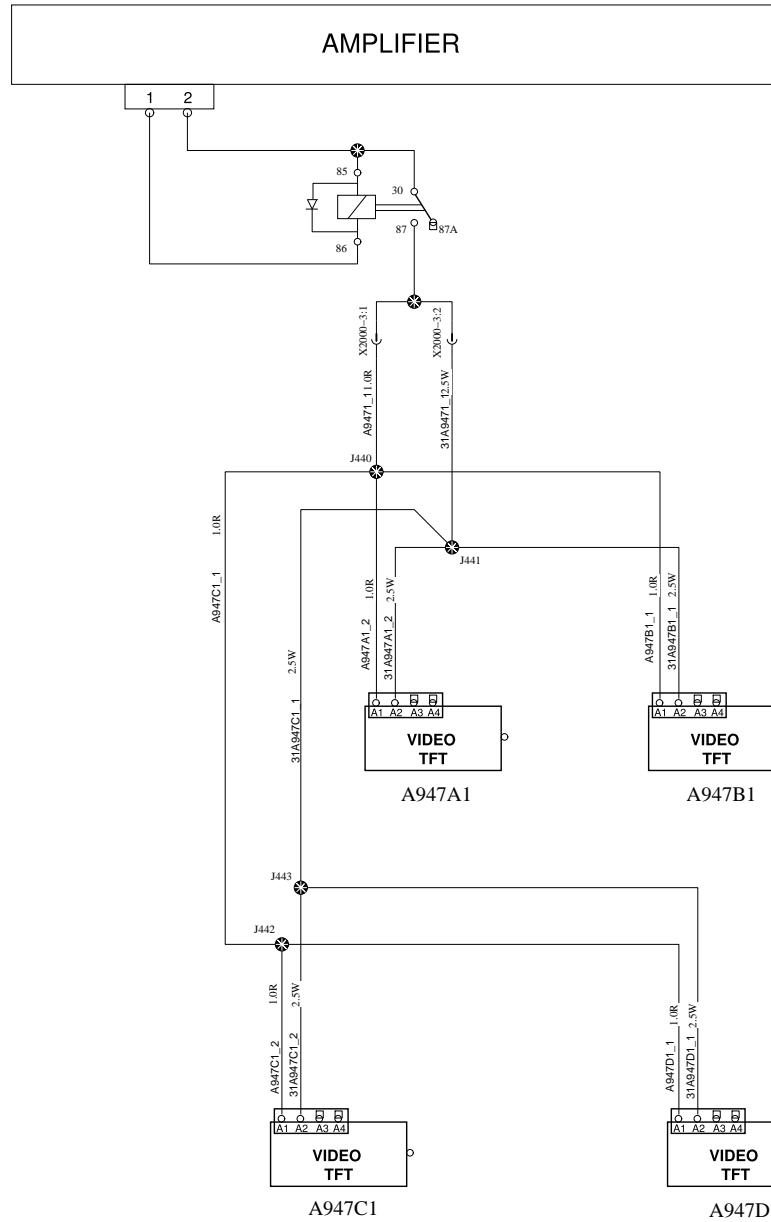 AMPLIFIER
1 2
85
30
86
87
87A
X2000-3:1
X2000-3:2
A9471_1 1.0R
31A9471_1 2.5W
J440
J441
1.0R
A947C1_1
2.5W
31A947C1_1
1.0R
A947A1_2
2.5W
31A947A1_2
1.0R
A947B1_1
2.5W
31A947B1_1
A1 A2 A3 A4
VIDEO
TFT
A947A1
A1 A2 A3 A4
VIDEO
TFT
A947B1
J443
J442
1.0R
A947C1_2
2.5W
31A947C1_2
1.0R
A947D1_1
2.5W
31A947D1_1
A1 A2 A3 A4
VIDEO
TFT
A947C1
A1 A2 A3 A4
VIDEO
TFT
A947D